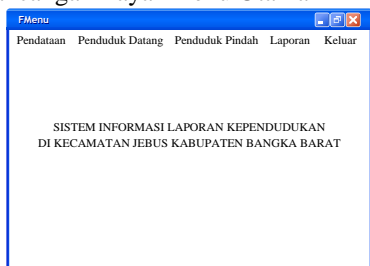 FMenu
Pendataan Penduduk Datang Penduduk Pindah Laporan Keluar
SISTEM INFORMASI LAPORAN KEPENDUDUKAN
DI KECAMATAN JEBUS KABUPATEN BANGKA BARAT